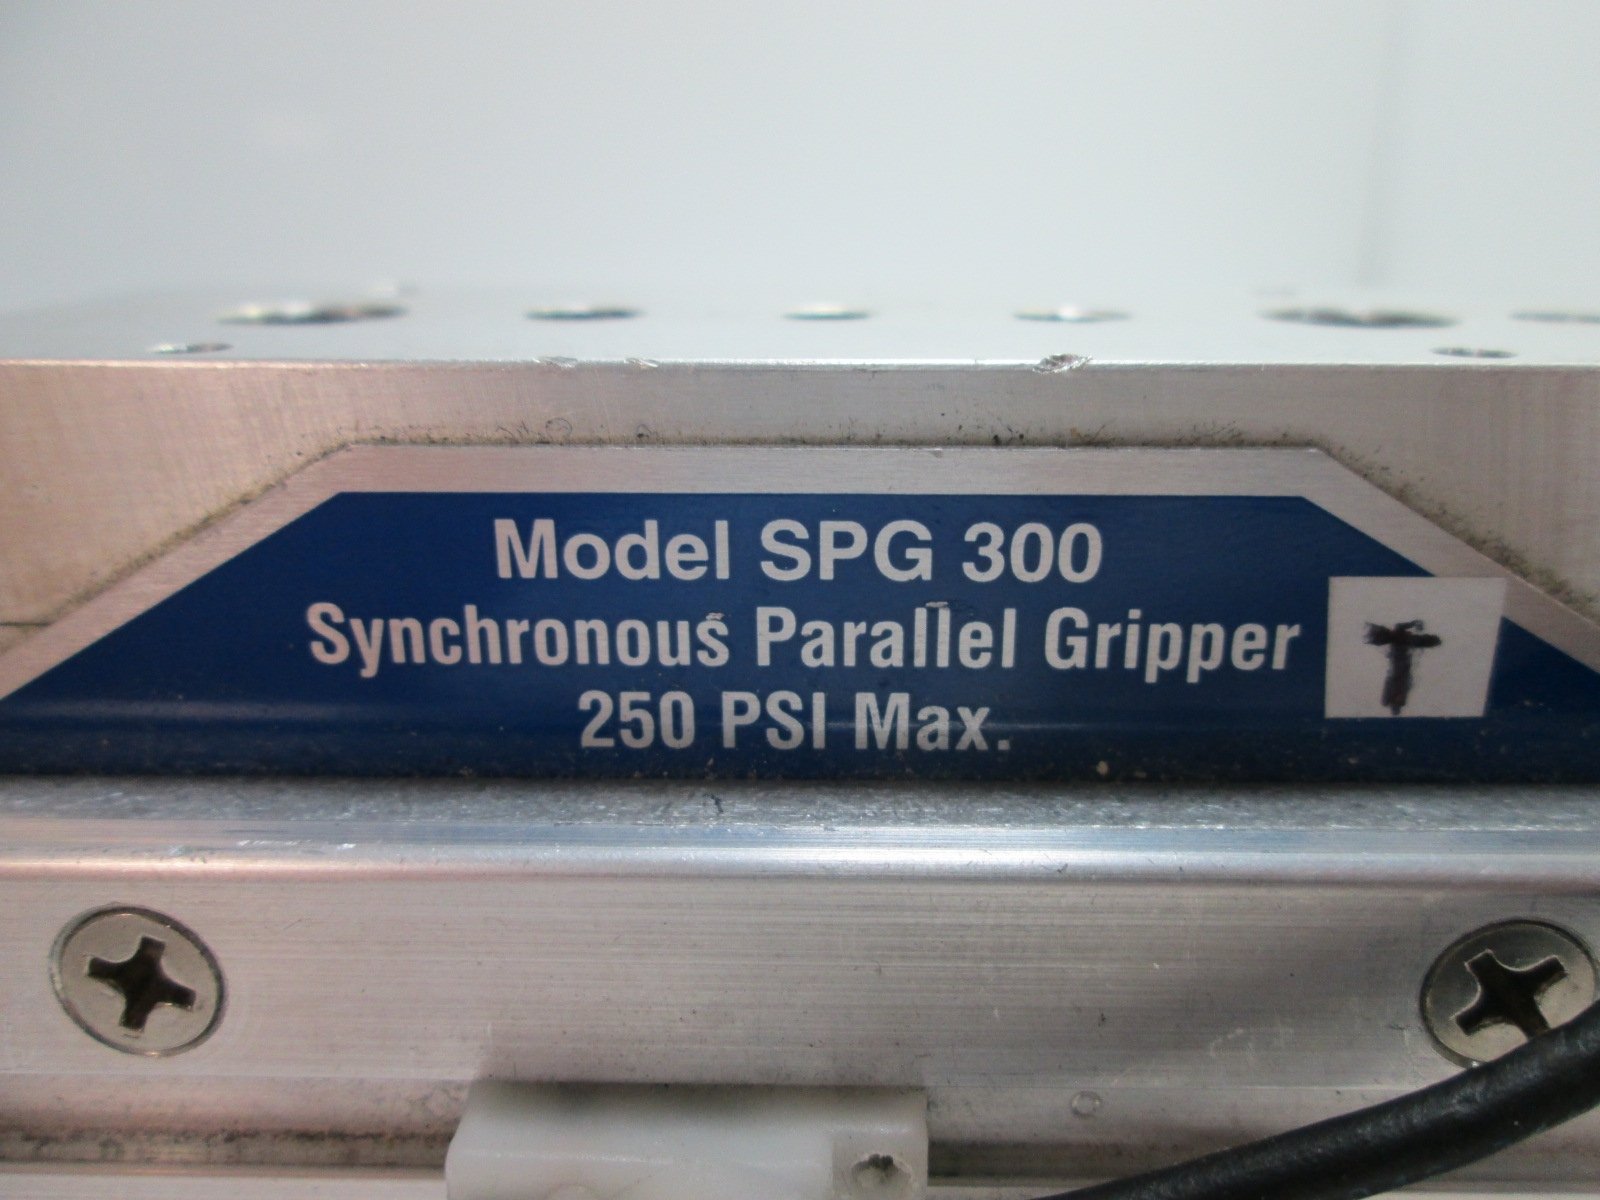 Model SPG 300
Synchronous Parallel Gripper
250 PSI Max.
T